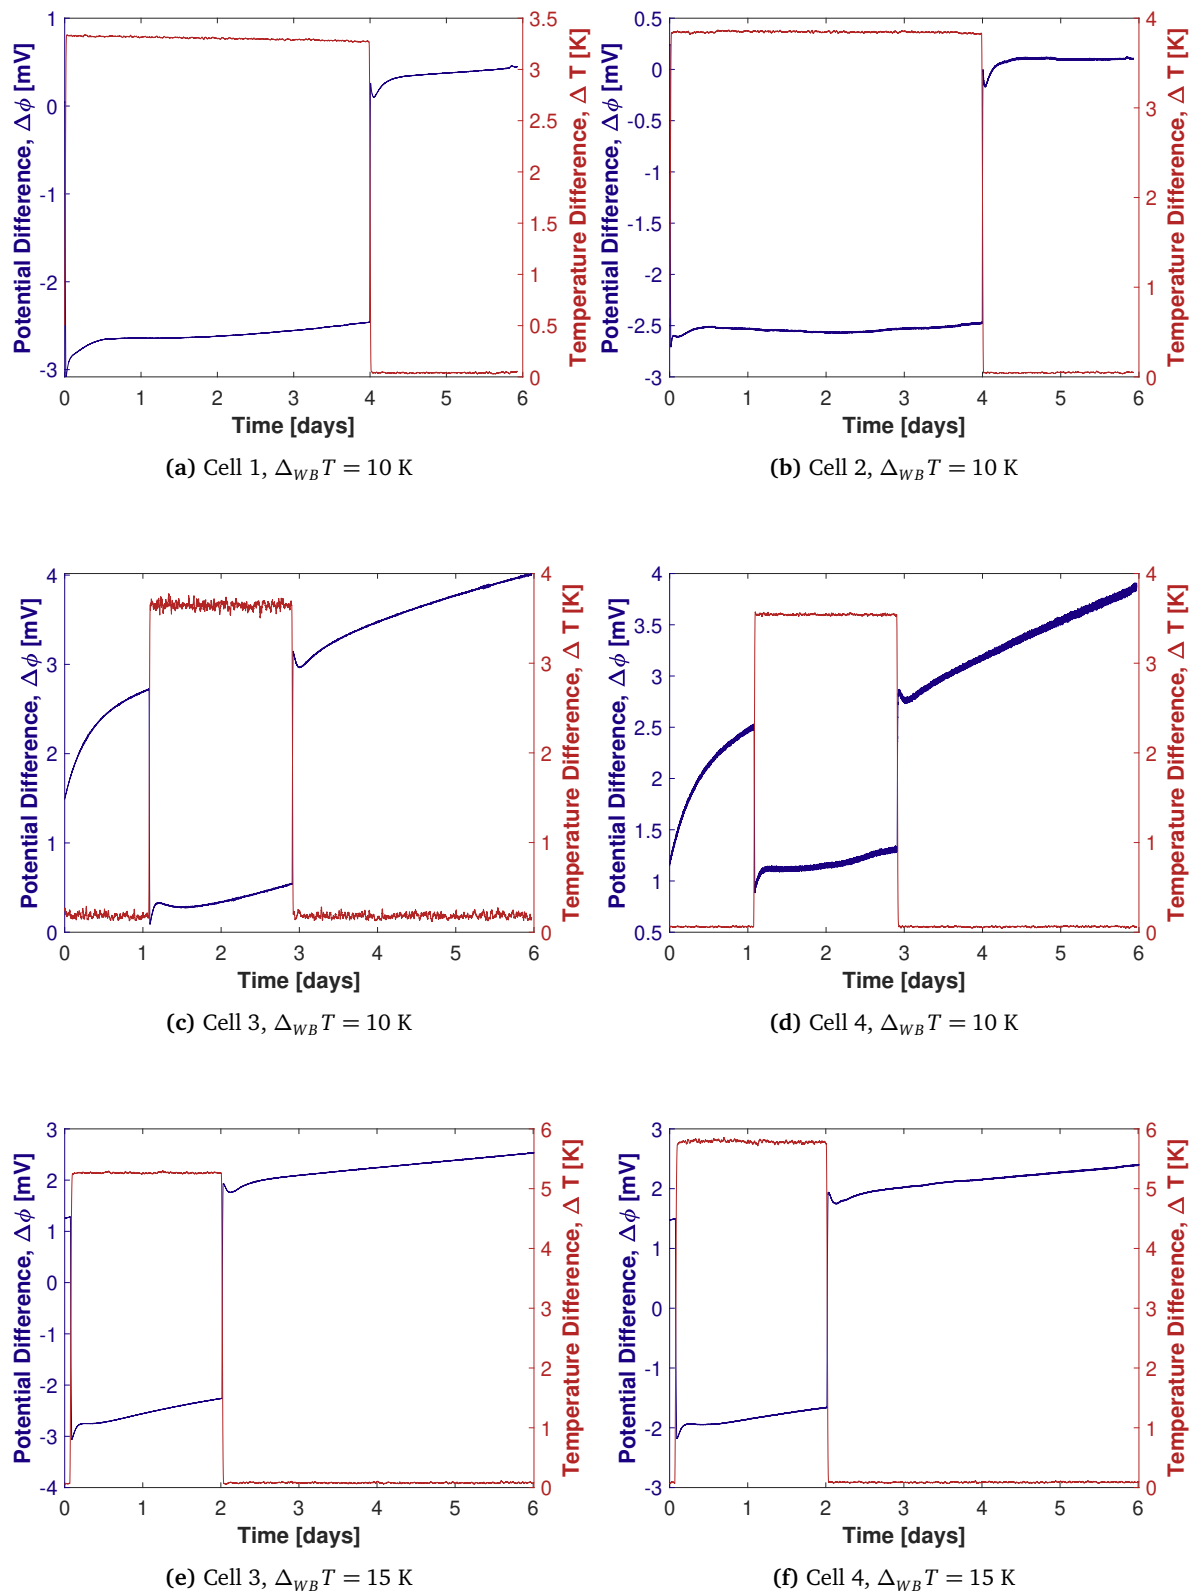 Potential Difference, Δϕ [mV]
1
0
-1
-2
-3
0 1 2 3 4 5 6
Time [days]
3.5
3
2.5
2
1.5
1
0.5
0
Temperature Difference, Δ T [K]
(a) Cell 1, Δ_WB T = 10 K
Potential Difference, Δϕ [mV]
0.5
0
-0.5
-1
-1.5
-2
-2.5
-3
0 1 2 3 4 5 6
Time [days]
4
3
2
1
0
Temperature Difference, Δ T [K]
(b) Cell 2, Δ_WB T = 10 K
Potential Difference, Δϕ [mV]
4
3
2
1
0
0 1 2 3 4 5 6
Time [days]
4
3
2
1
0
Temperature Difference, Δ T [K]
(c) Cell 3, Δ_WB T = 10 K
Potential Difference, Δϕ [mV]
4
3.5
3
2.5
2
1.5
1
0.5
0 1 2 3 4 5 6
Time [days]
4
3
2
1
0
Temperature Difference, Δ T [K]
(d) Cell 4, Δ_WB T = 10 K
Potential Difference, Δϕ [mV]
3
2
1
0
-1
-2
-3
-4
0 1 2 3 4 5 6
Time [days]
6
5
4
3
2
1
0
Temperature Difference, Δ T [K]
(e) Cell 3, Δ_WB T = 15 K
Potential Difference, Δϕ [mV]
3
2
1
0
-1
-2
-3
0 1 2 3 4 5 6
Time [days]
6
5
4
3
2
1
0
Temperature Difference, Δ T [K]
(f) Cell 4, Δ_WB T = 15 K